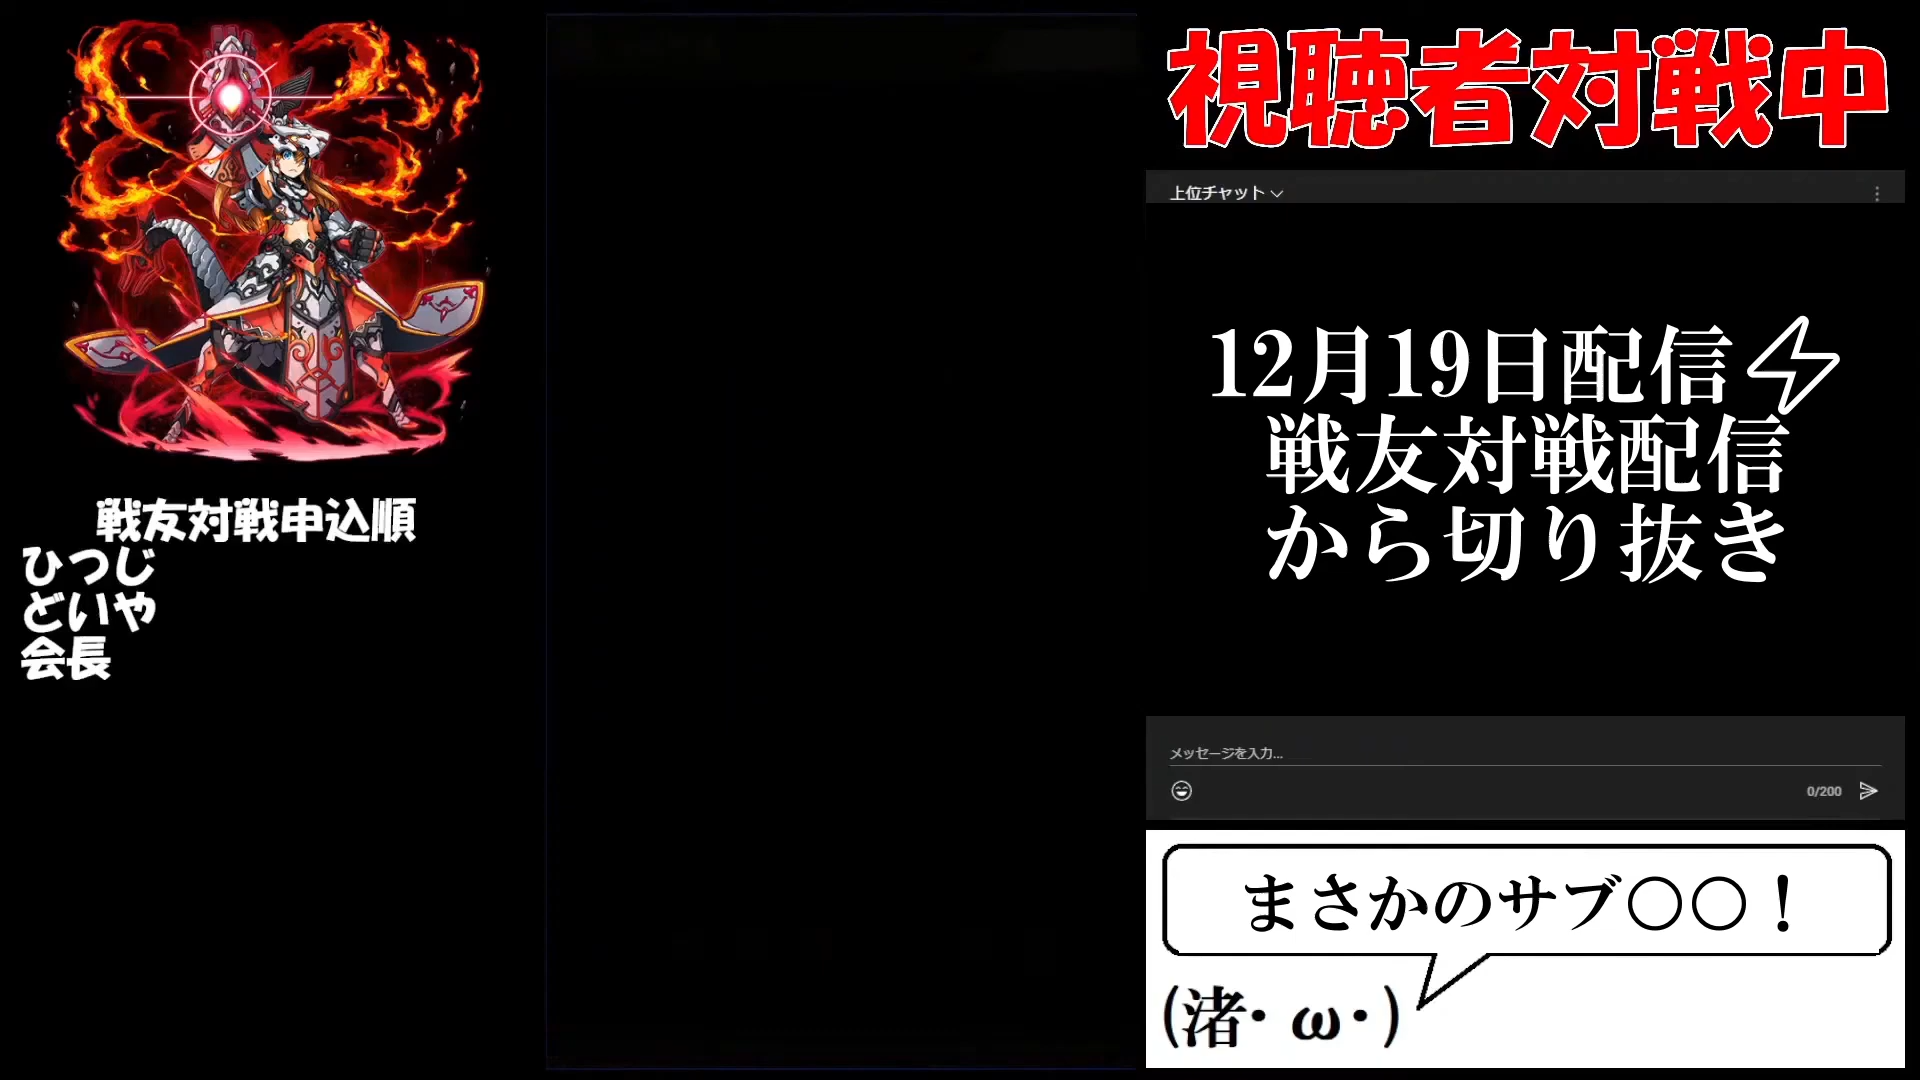 視聴者対戦中
上位チャット
12月19日配信⚡
戦友対戦配信
から切り抜き
戦友対戦申込順
ひつじ
どいや
会長
メッセージを入力...
0/200
まさかのサブ〇〇！
(渚・ω・)